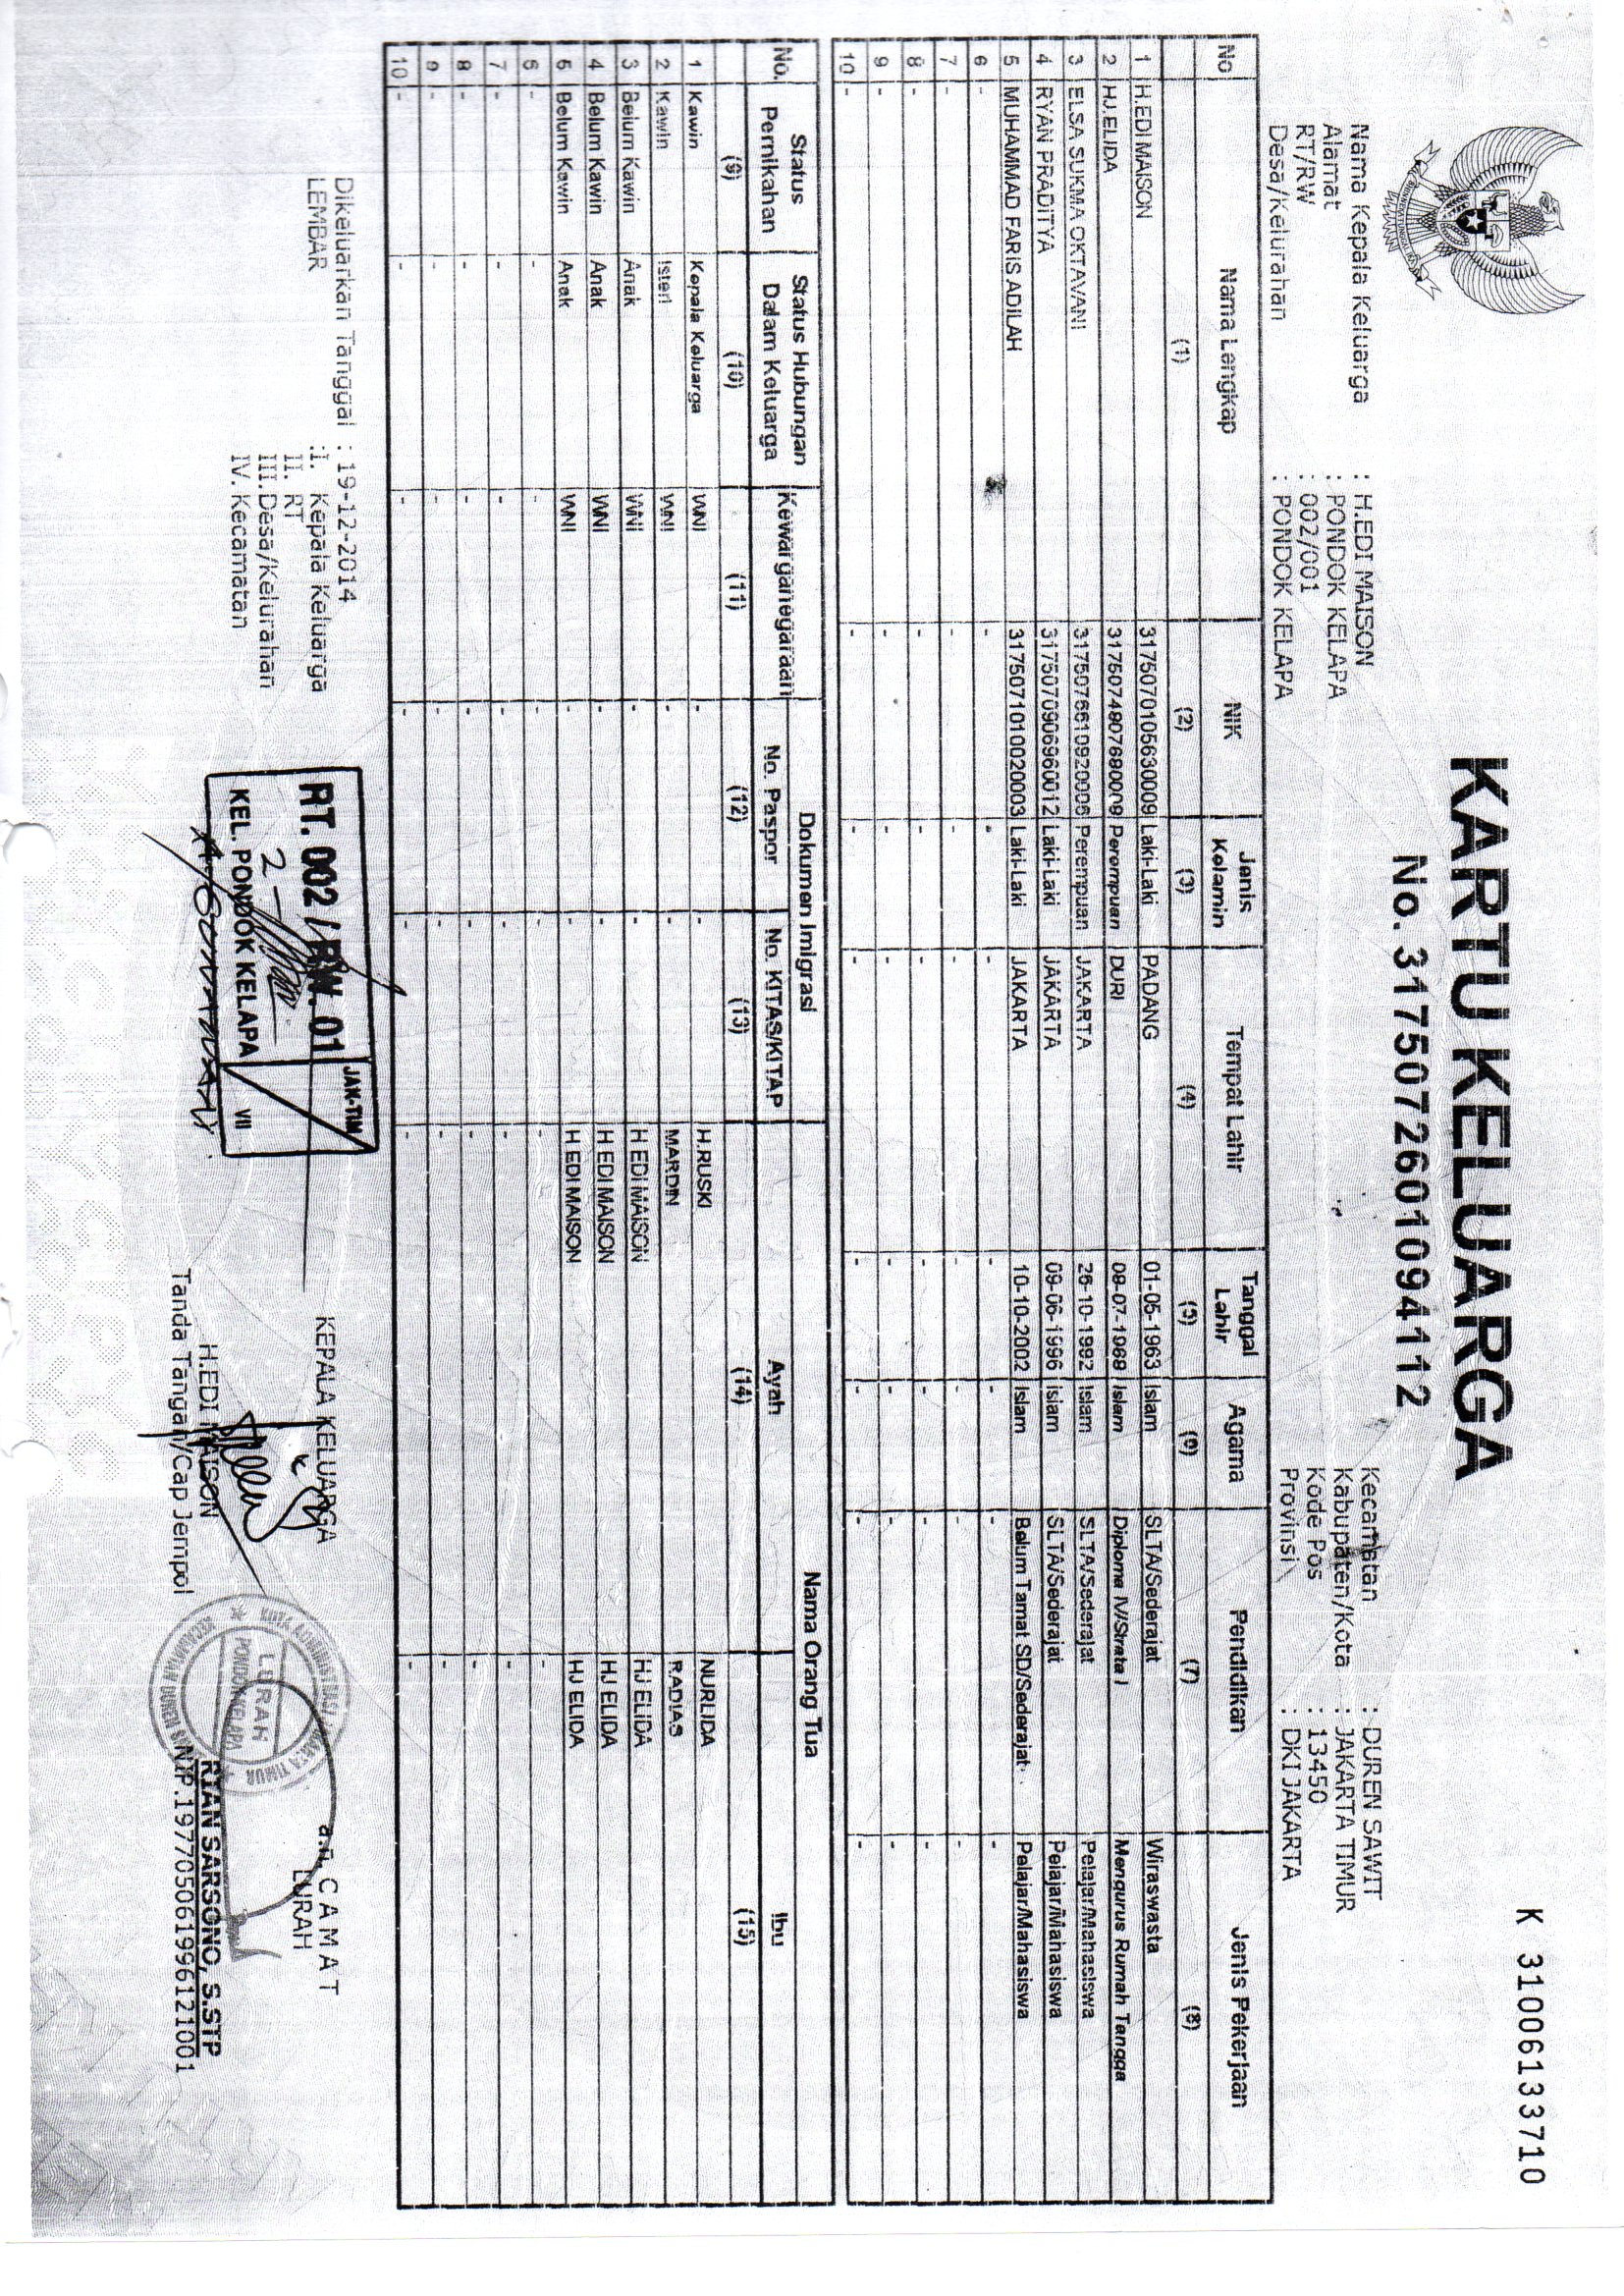 K 31006133710
KARTU KELUARGA
No. 3175072601094112
Nama Kepala Keluarga : H.EDI MAISON
Alamat : PONDOK KELAPA
RT/RW : 002/001
Desa/Kelurahan : PONDOK KELAPA
Kecamatan : DUREN SAWIT
Kabupaten/Kota : JAKARTA TIMUR
Kode Pos : 13450
Provinsi : DKI JAKARTA
No Nama Lengkap NIK Jenis Kelamin Tempat Lahir Tanggal Lahir Agama Pendidikan Jenis Pekerjaan
(1) (2) (3) (4) (5) (6) (7) (8)
1 H.EDI MAISON 3175070105630009 Laki-Laki PADANG 01-05-1963 Islam SLTA/Sederajat Wiraswasta
2 HJ.ELIDA 3175074807680009 Perempuan DURI 08-07-1968 Islam Diploma IV/Strata I Mengurus Rumah Tangga
3 ELSA SUKMA OKTAVANI 3175076610920006 Perempuan JAKARTA 26-10-1992 Islam SLTA/Sederajat Pelajar/Mahasiswa
4 RYAN PRADITYA 3175070906960012 Laki-Laki JAKARTA 09-06-1996 Islam SLTA/Sederajat Pelajar/Mahasiswa
5 MUHAMMAD FARIS ADILAH 3175071010020003 Laki-Laki JAKARTA 10-10-2002 Islam Belum Tamat SD/Sederajat Pelajar/Mahasiswa
6 - - - - - - - -
7 - - - - - - - -
8 - - - - - - - -
9 - - - - - - - -
10 - - - - - - - -
No. Status Pernikahan Status Hubungan Dalam Keluarga Kewarganegaraan Dokumen Imigrasi Nama Orang Tua
No. Paspor No. KITAS/KITAP Ayah Ibu
(9) (10) (11) (12) (13) (14) (15)
1 Kawin Kepala Keluarga WNI - - H.RUSKI NURLIDA
2 Kawin Isteri WNI - - MARDIN RADIAS
3 Belum Kawin Anak WNI - - H EDI MAISON HJ ELIDA
4 Belum Kawin Anak WNI - - H EDI MAISON HJ ELIDA
5 Belum Kawin Anak WNI - - H EDI MAISON HJ ELIDA
6 - - - - - - -
7 - - - - - - -
8 - - - - - - -
9 - - - - - - -
10 - - - - - - -
Dikeluarkan Tanggal : 19-12-2014
LEMBAR :I. Kepala Keluarga
II. RT
III. Desa/Kelurahan
IV. Kecamatan
RT. 002 / RW. 01 JAK-TIM
KEL. PONDOK KELAPA VII
KEPALA KELUARGA
H.EDI MAISON
Tanda Tangan/Cap Jempol
a.n. C A M A T
LURAH
KOTA ADMINISTRASI JAKARTA TIMUR
LURAH
PONDOK KELAPA
KECAMATAN DUREN SAWIT
RIAN SARSONO, S.STP
NIP.197705061996121001